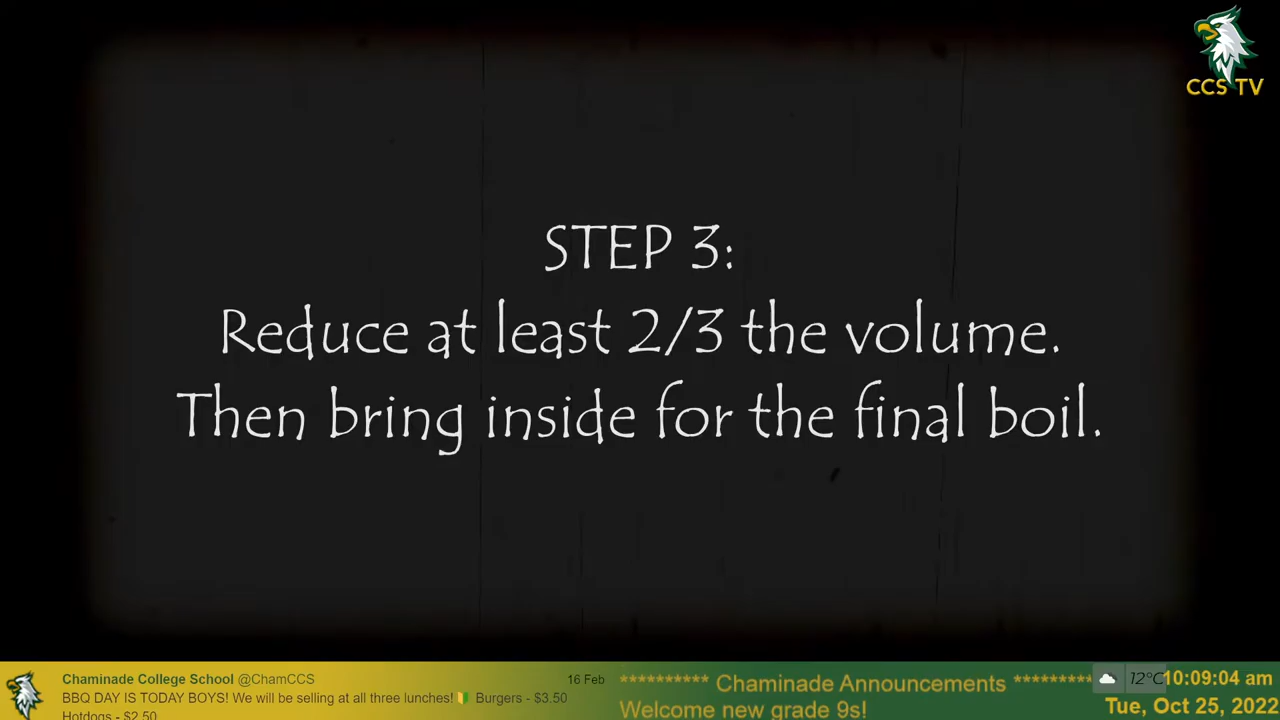 CCS TV
STEP 3:
Reduce at least 2/3 the volume.
Then bring inside for the final boil.
Chaminade College School @ChamCCS 16 Feb
BBQ DAY IS TODAY BOYS! We will be selling at all three lunches! Burgers - $3.50
Hotdogs - $2.50
********** Chaminade Announcements *********
Welcome new grade 9s!
12°C
10:09:04 am
Tue, Oct 25, 2022